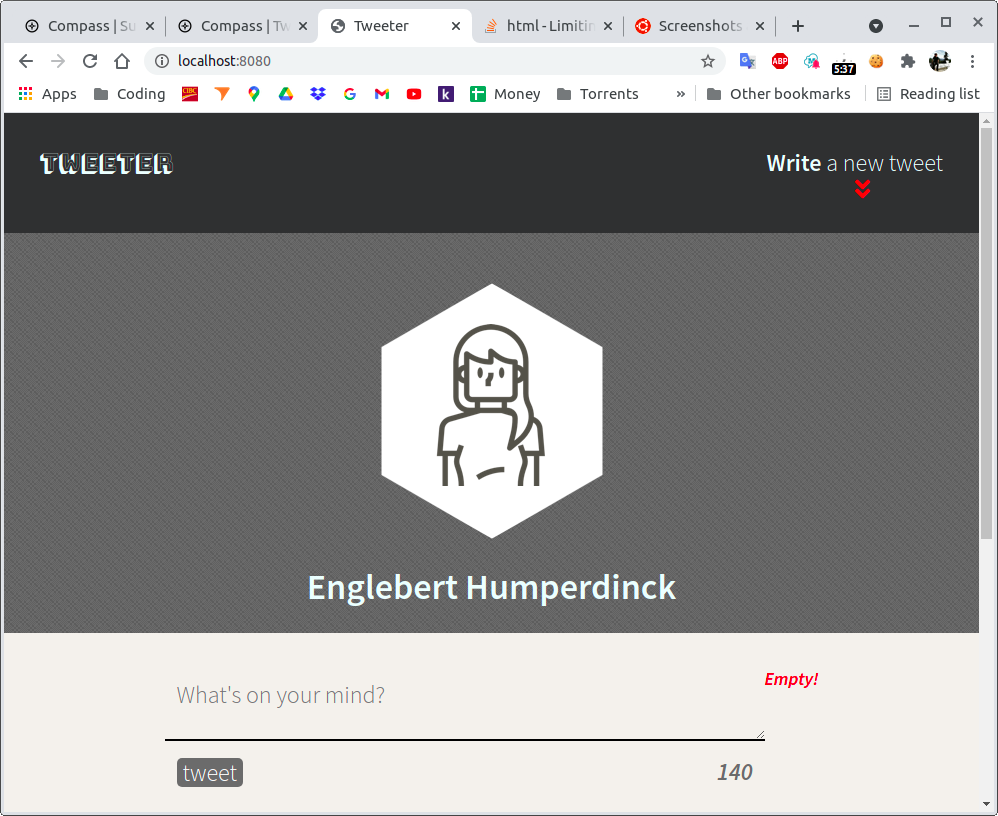 Compass | Su
Compass | Tw
Tweeter
html - Limitin
Screenshots
localhost:8080
ABP
5:37
Apps
Coding
CIBC
k
Money
Torrents
»
Other bookmarks
Reading list
TWEETER
Write a new tweet
Englebert Humperdinck
What's on your mind?
Empty!
tweet
140